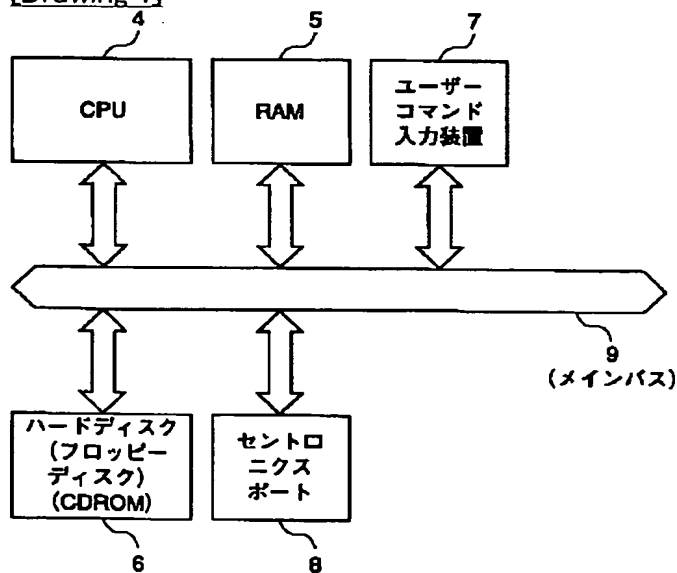 4
5
7
CPU
RAM
ユーザー
コマンド
入力装置
9
(メインバス)
ハードディスク
(フロッピー
ディスク)
(CDROM)
セントロ
ニクス
ポート
6
8